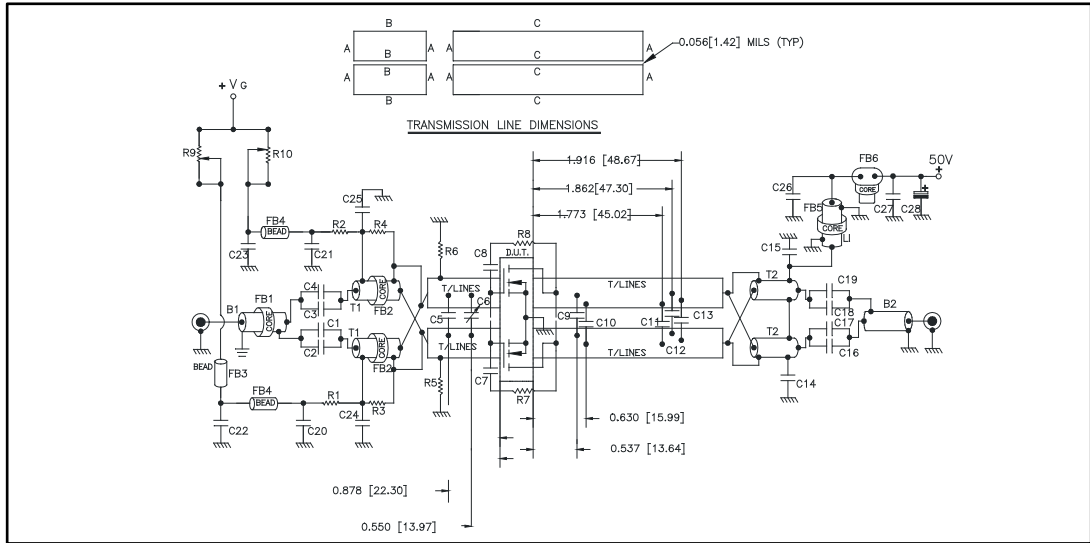 B C
A A A C A 0.056[1.42] MILS (TYP)
B
A B A A C A
B C
TRANSMISSION LINE DIMENSIONS
+ V G
R9 R10
1.916 [48.67]
1.862[47.30]
1.773 [45.02]
FB6 50V
CORE
C26 C27 C28
FB5
CORE
LI
C15
C25
FB4 R2 R4
BEAD
C23 C21
R6 C8 R8
D.U.T.
T/LINES T/LINES
C4
C3
T1 CORE FB2
B1 FB1
CORE
C1
C2
T1 CORE
FB2
C5 C6 C9 C10 C11 C12 C13
T/LINES T/LINES
T2 C19
C18
B2
T2 C17
C16
C14
BEAD FB3
R5 C7 R7
FB4 R1 R3
BEAD
C22 C20 C24
0.630 [15.99]
0.537 [13.64]
0.878 [22.30]
0.550 [13.97]